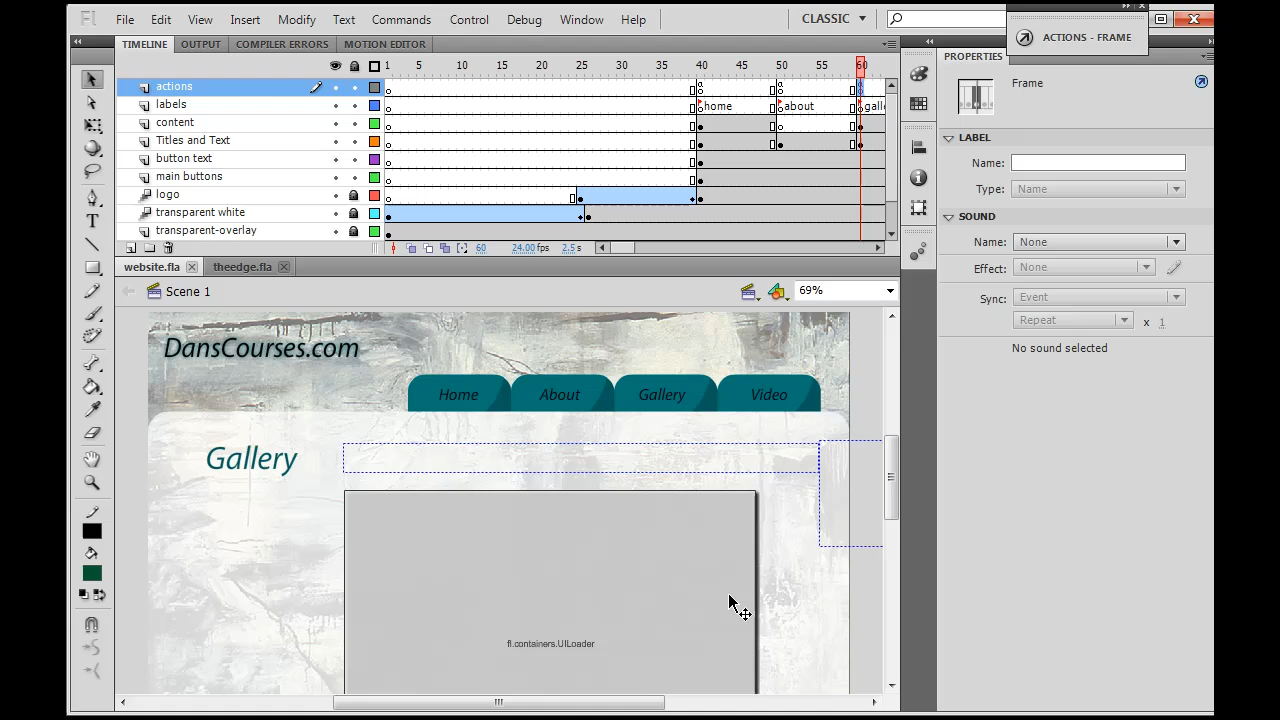 Fl File Edit View Insert Modify Text Commands Control Debug Window Help CLASSIC
ACTIONS - FRAME
TIMELINE OUTPUT COMPILER ERRORS MOTION EDITOR
PROPERTIES
1 5 10 15 20 25 30 35 40 45 50 55 60
actions
labels home about gall
content
Titles and Text
button text
main buttons
logo
transparent white
transparent-overlay
60 24.00 fps 2.5 s
website.fla theedge.fla
Scene 1 69%
Frame
LABEL
Name:
Type: Name
SOUND
Name: None
Effect: None
Sync: Event
Repeat x 1
No sound selected
DansCourses.com
Home About Gallery Video
Gallery
fl.containers.UILoader